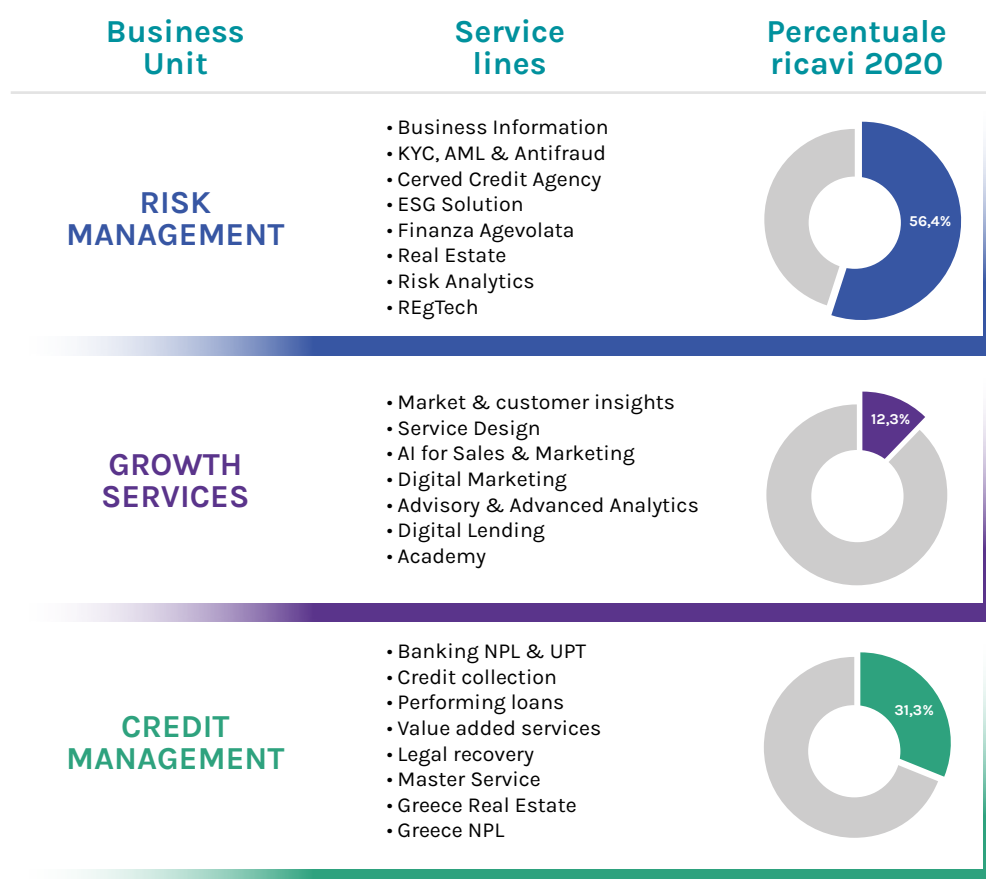 Business
Unit
Service
lines
Percentuale
ricavi 2020
RISK
MANAGEMENT
• Business Information
• KYC, AML & Antifraud
• Cerved Credit Agency
• ESG Solution
• Finanza Agevolata
• Real Estate
• Risk Analytics
• REgTech
56,4%
GROWTH
SERVICES
• Market & customer insights
• Service Design
• AI for Sales & Marketing
• Digital Marketing
• Advisory & Advanced Analytics
• Digital Lending
• Academy
12,3%
CREDIT
MANAGEMENT
• Banking NPL & UPT
• Credit collection
• Performing loans
• Value added services
• Legal recovery
• Master Service
• Greece Real Estate
• Greece NPL
31,3%